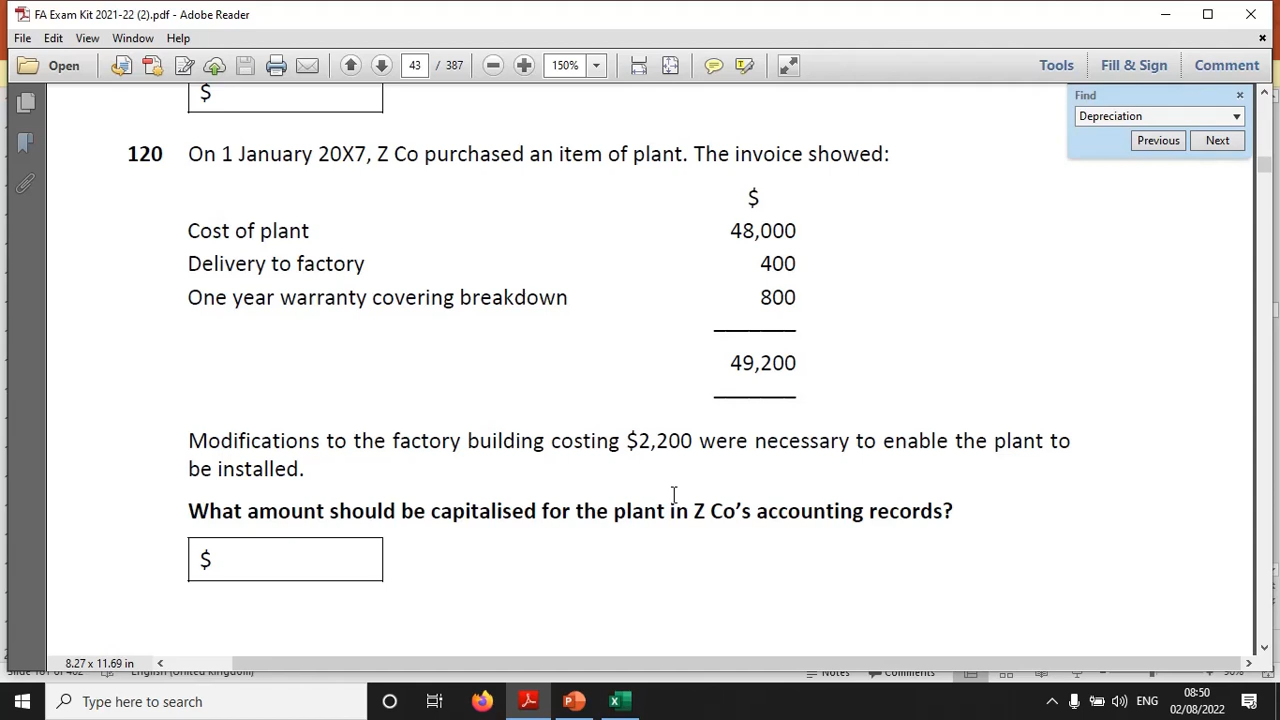 FA Exam Kit 2021-22 (2).pdf - Adobe Reader
File Edit View Window Help
Open 43 / 387 150% Tools Fill & Sign Comment
Find
Depreciation
Previous Next
$
120 On 1 January 20X7, Z Co purchased an item of plant. The invoice showed:
$
Cost of plant 48,000
Delivery to factory 400
One year warranty covering breakdown 800
49,200
Modifications to the factory building costing $2,200 were necessary to enable the plant to
be installed.
What amount should be capitalised for the plant in Z Co's accounting records?
$
8.27 x 11.69 in
English (United Kingdom) Notes Comments
Type here to search
ENG
08:50
02/08/2022